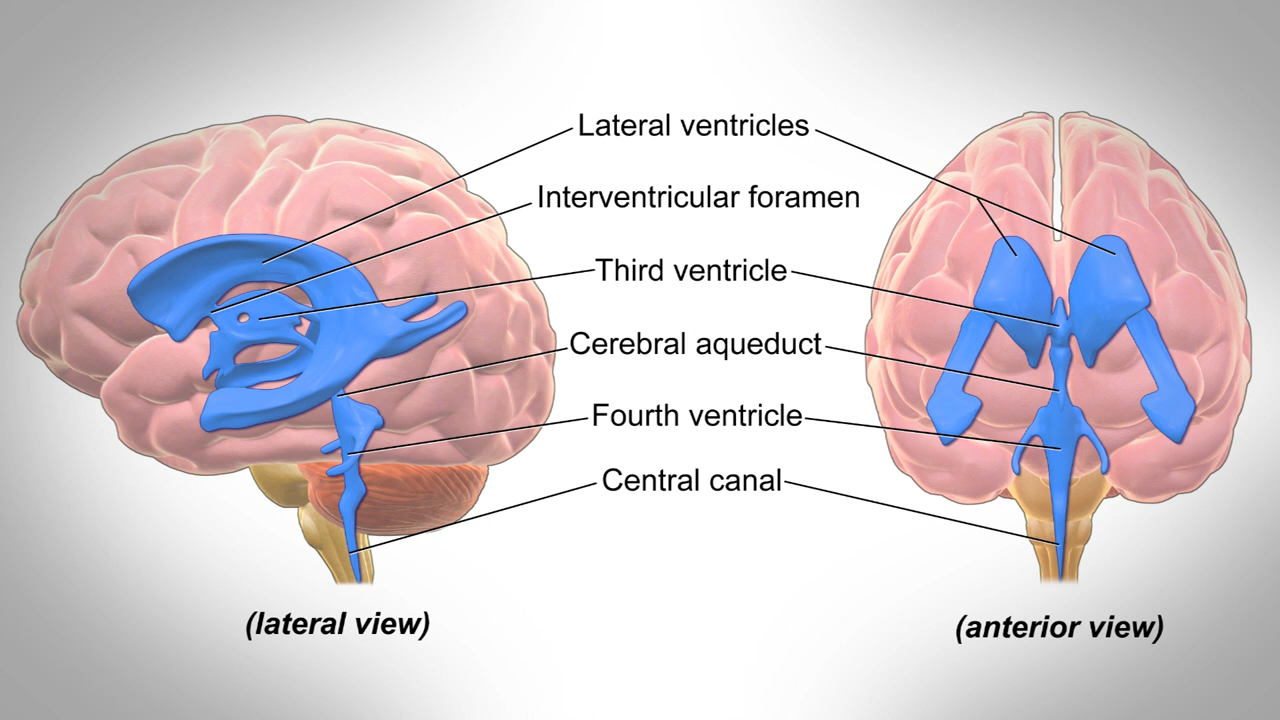 Lateral ventricles
Interventricular foramen
Third ventricle
Cerebral aqueduct
Fourth ventricle
Central canal
(lateral view)
(anterior view)